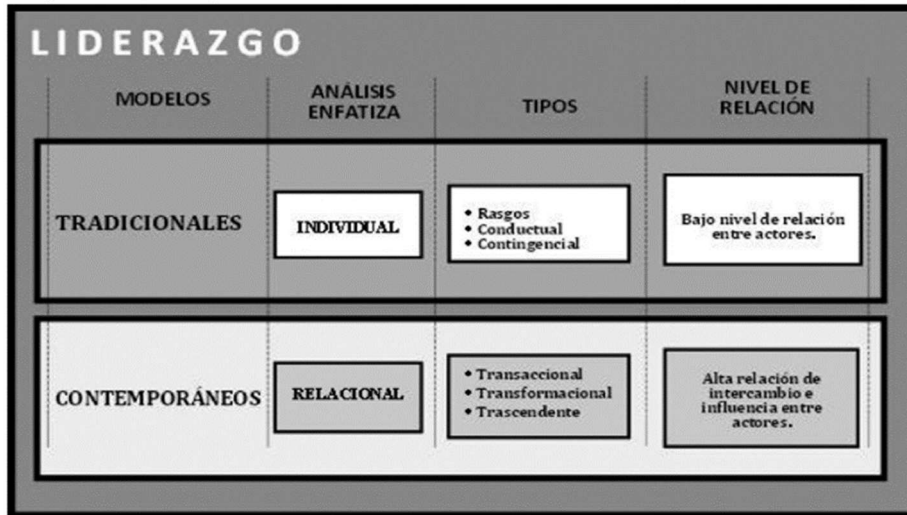 LIDERAZGO
MODELOS
ANÁLISIS
ENFATIZA
TIPOS
NIVEL DE
RELACIÓN
TRADICIONALES
INDIVIDUAL
• Rasgos
• Conductual
• Contingencial
Bajo nivel de relación
entre actores.
CONTEMPORÁNEOS
RELACIONAL
• Transaccional
• Transformacional
• Trascendente
Alta relación de
intercambio e
influencia entre
actores.